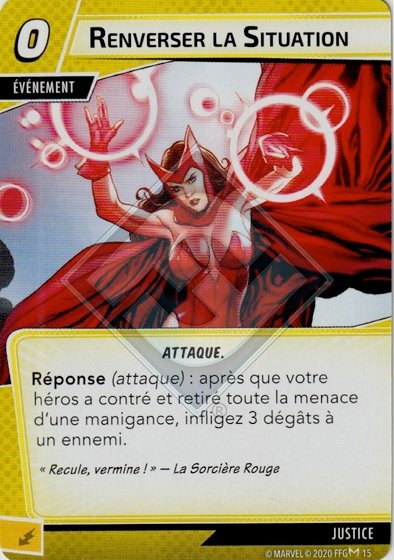 0
RENVERSER LA SITUATION
ÉVÉNEMENT
ATTAQUE.
Réponse (attaque) : après que votre
héros a contré et retiré toute la menace
d’une manigance, infligez 3 dégâts à
un ennemi.
« Recule, vermine ! » — La Sorcière Rouge
®
© MARVEL © 2020 FFG M 15
JUSTICE